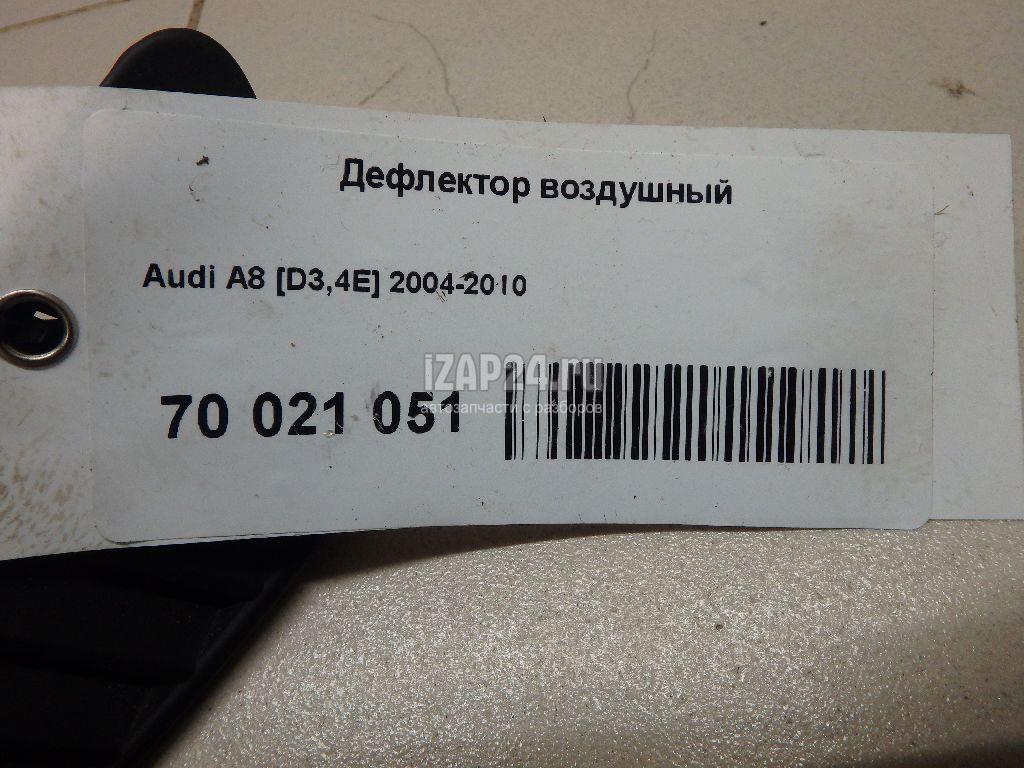 Дефлектор воздушный
Audi A8 [D3,4E] 2004-2010
iZAP24.ru
70 021 051
автозапчасти с разборов